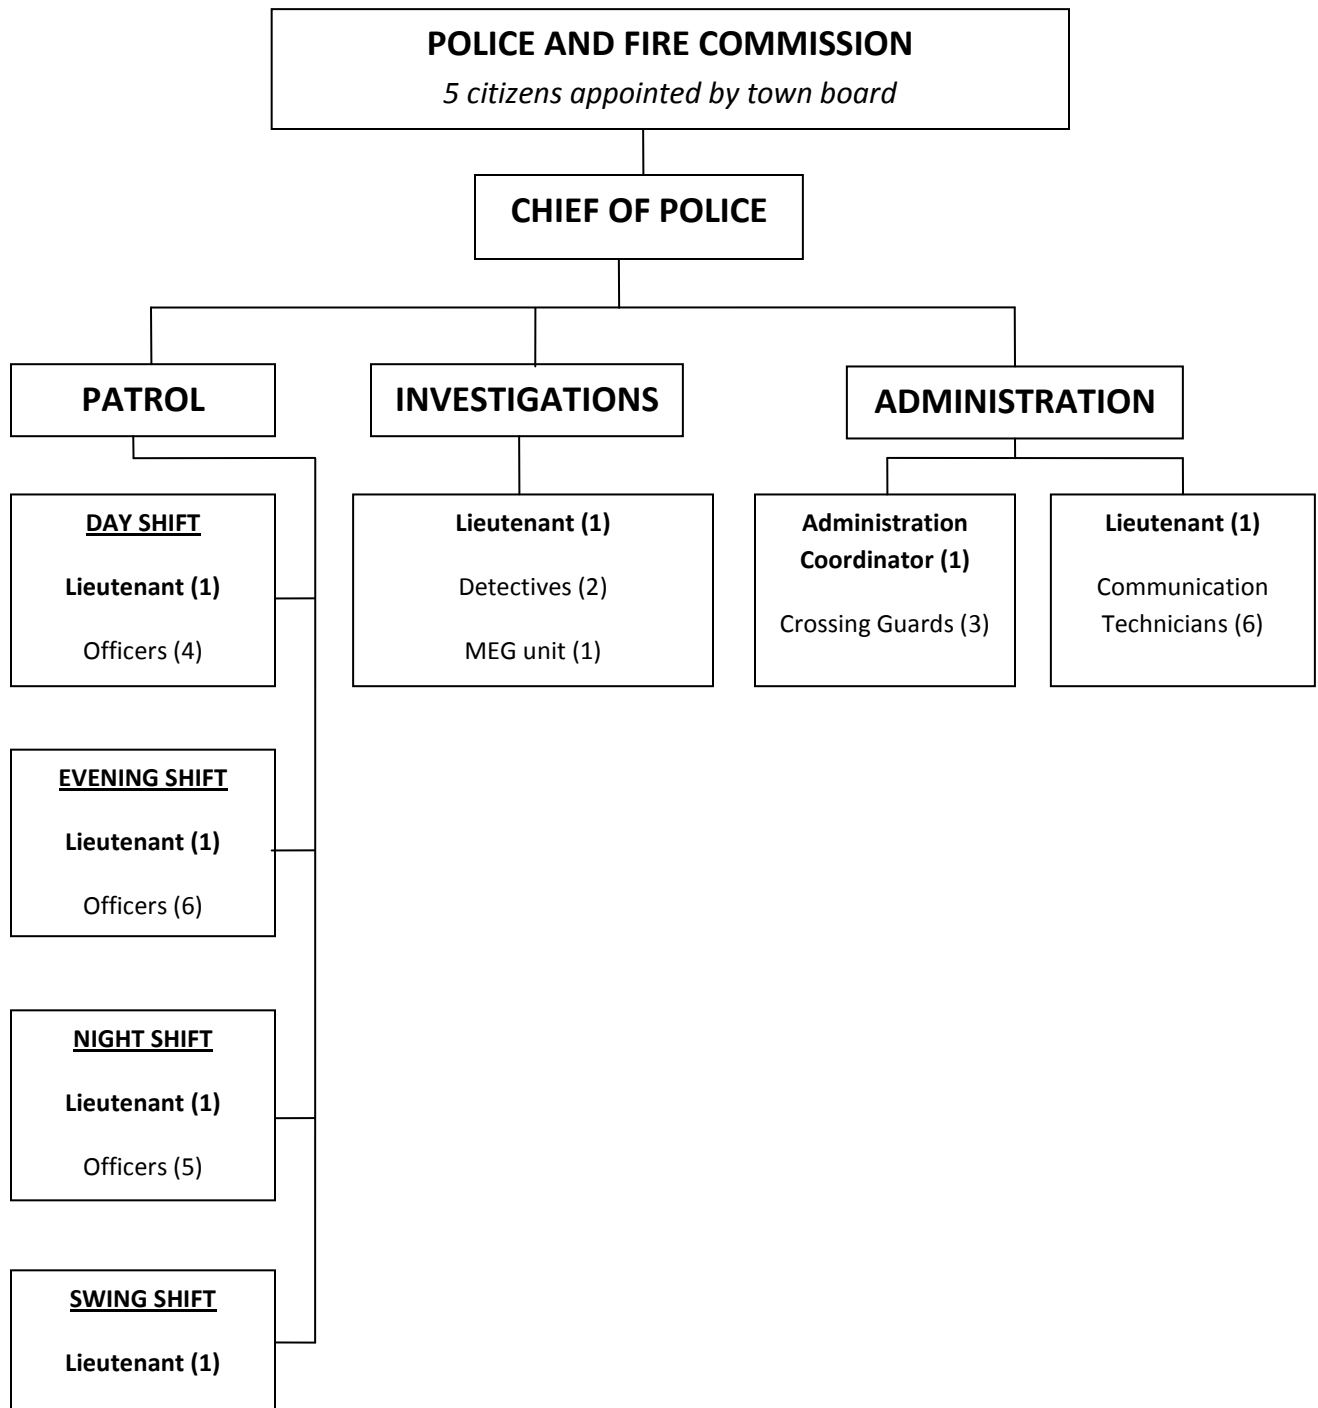 POLICE AND FIRE COMMISSION
5 citizens appointed by town board
CHIEF OF POLICE
PATROL
INVESTIGATIONS
ADMINISTRATION
DAY SHIFT
Lieutenant (1)
Officers (4)
EVENING SHIFT
Lieutenant (1)
Officers (6)
NIGHT SHIFT
Lieutenant (1)
Officers (5)
SWING SHIFT
Lieutenant (1)
Lieutenant (1)
Detectives (2)
MEG unit (1)
Administration
Coordinator (1)
Crossing Guards (3)
Lieutenant (1)
Communication
Technicians (6)